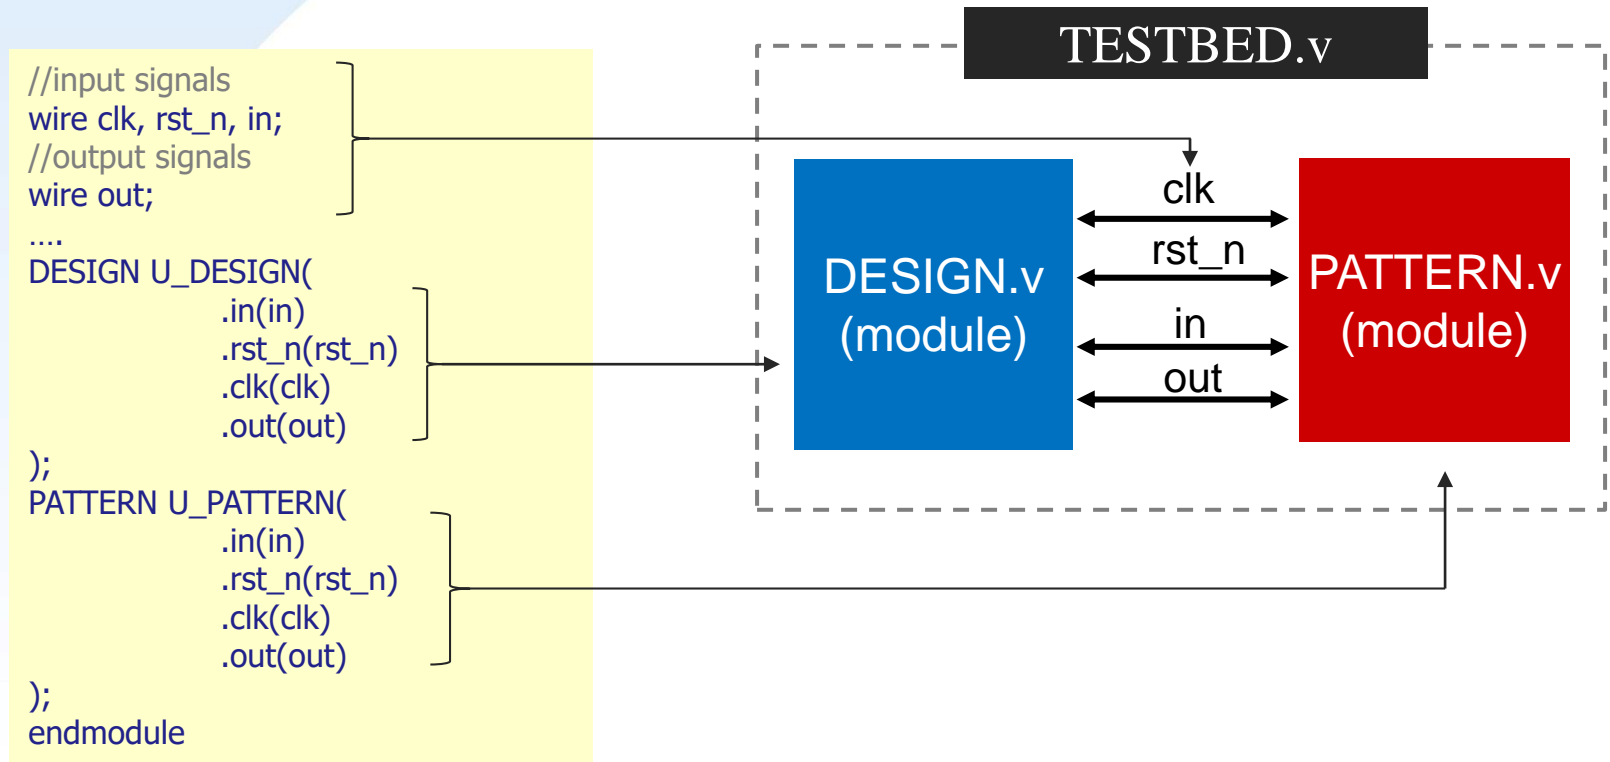 //input signals
wire clk, rst_n, in;
//output signals
wire out;
....
DESIGN U_DESIGN(
.in(in)
.rst_n(rst_n)
.clk(clk)
.out(out)
);
PATTERN U_PATTERN(
.in(in)
.rst_n(rst_n)
.clk(clk)
.out(out)
);
endmodule
TESTBED.v
DESIGN.v
(module)
clk
rst_n
in
out
PATTERN.v
(module)